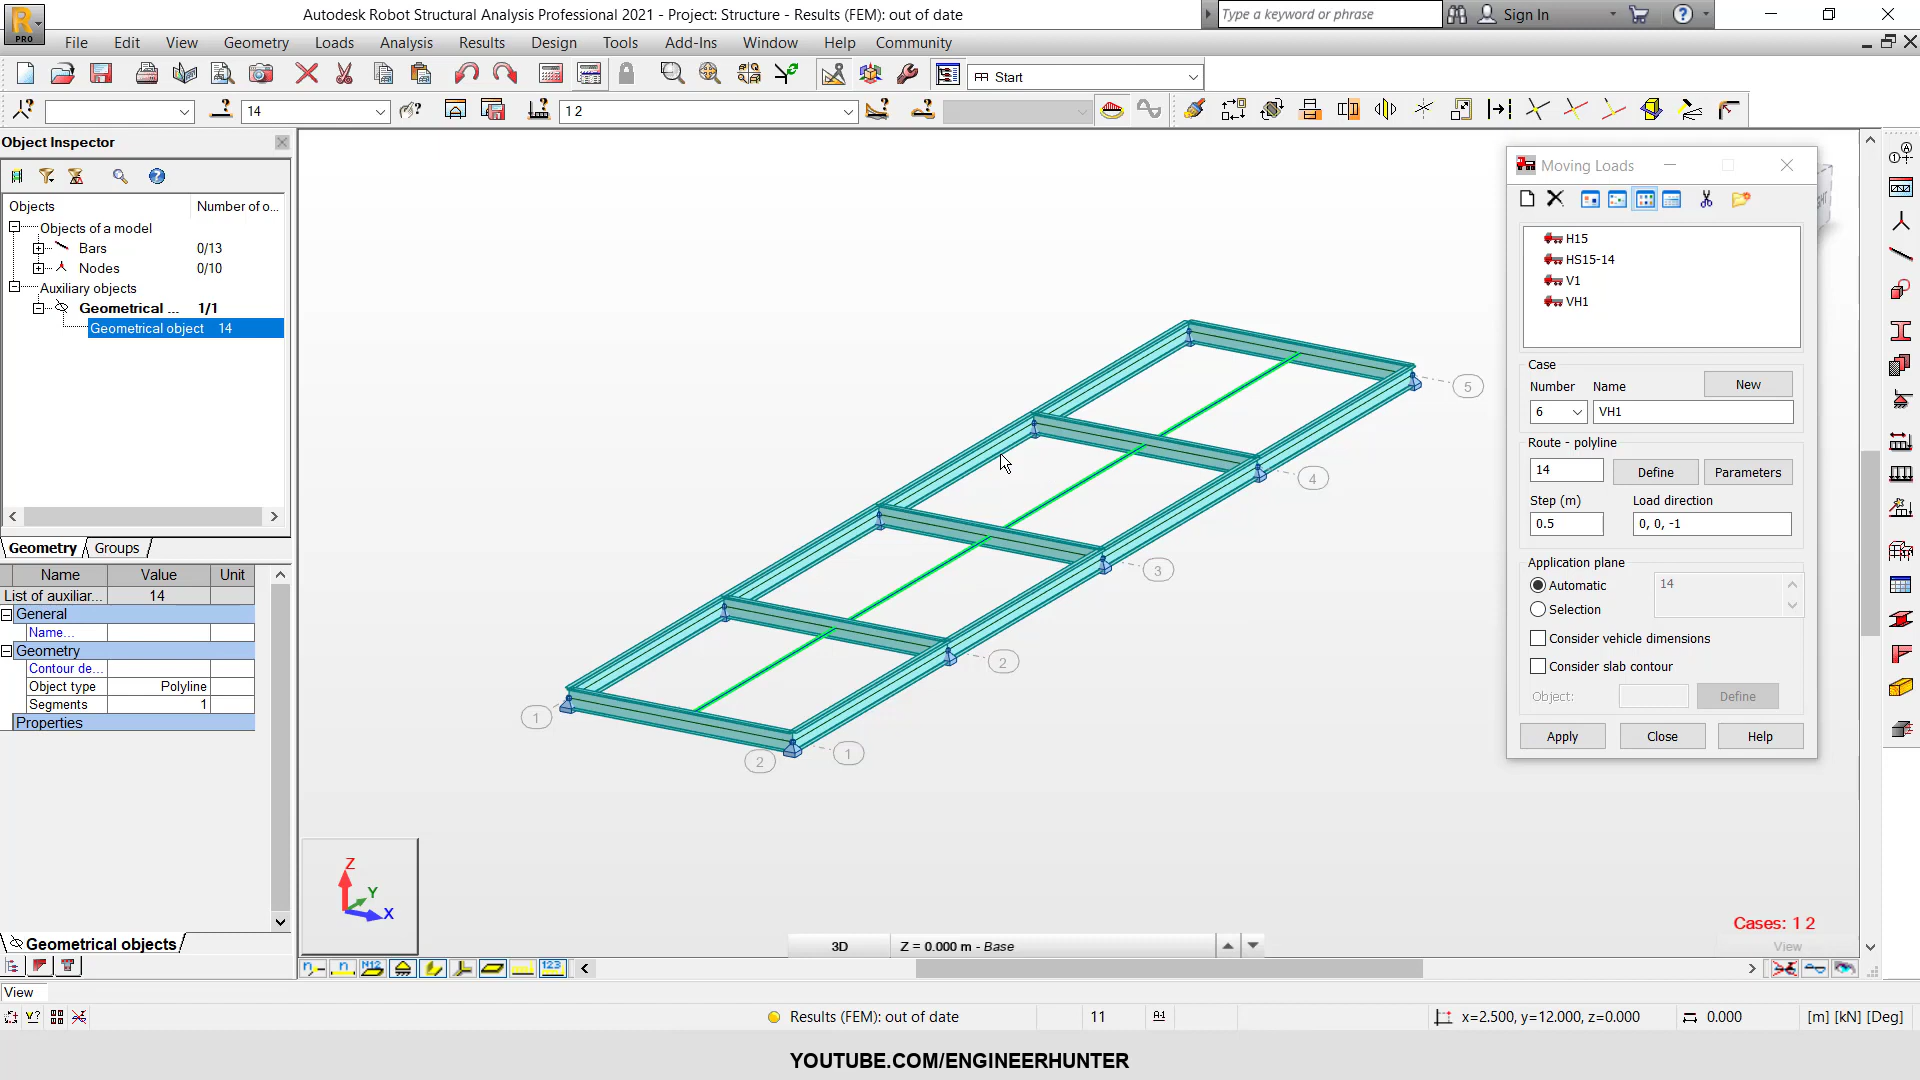 Autodesk Robot Structural Analysis Professional 2021 - Project: Structure - Results (FEM): out of date
Type a keyword or phrase
Sign In
PRO
File Edit View Geometry Loads Analysis Results Design Tools Add-Ins Window Help Community
Start
14
1 2
Object Inspector
Objects Number of o...
Objects of a model
Bars 0/13
Nodes 0/10
Auxiliary objects
Geometrical ... 1/1
Geometrical object 14
Geometry Groups
Name Value Unit
List of auxiliar... 14
General
Name...
Geometry
Contour de...
Object type Polyline
Segments 1
Properties
Geometrical objects
Z
Y
X
5
4
3
2
1
1
2
3D
Z = 0.000 m - Base
Cases: 1 2
View
Moving Loads
H15
HS15-14
V1
VH1
Case
Number Name New
6 VH1
Route - polyline
14 Define Parameters
Step (m) Load direction
0.5 0, 0, -1
Application plane
Automatic 14
Selection
Consider vehicle dimensions
Consider slab contour
Object: Define
Apply Close Help
View
Results (FEM): out of date
11
x=2.500, y=12.000, z=0.000
0.000
[m] [kN] [Deg]
YOUTUBE.COM/ENGINEERHUNTER